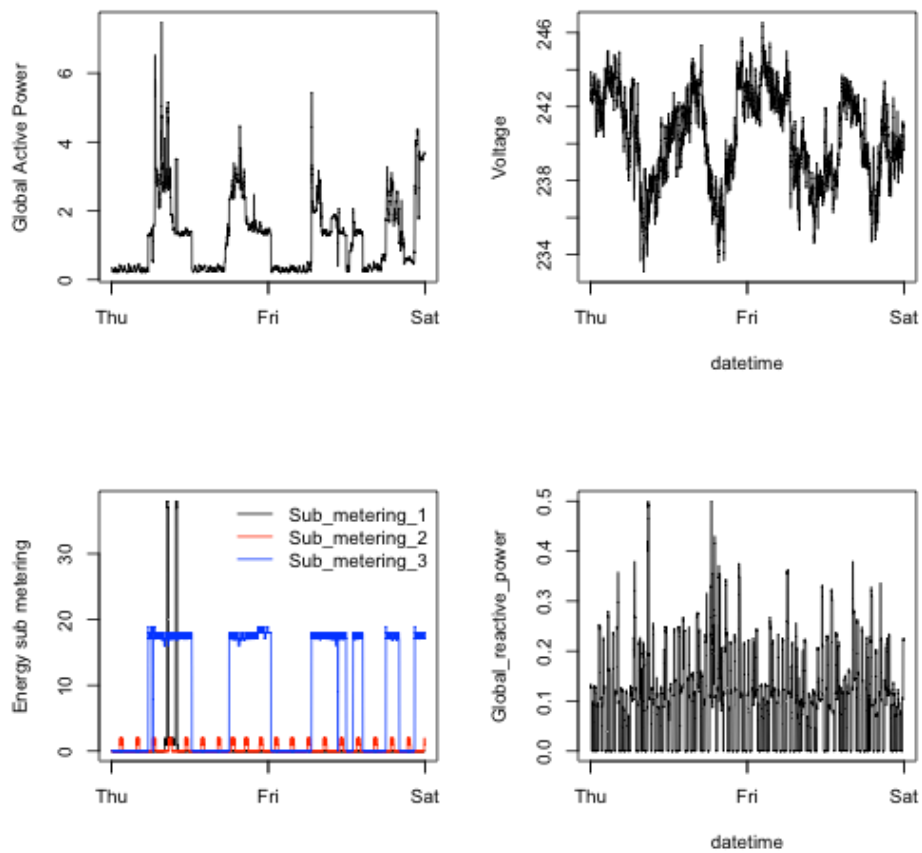 Global Active Power
6
4
2
0
Thu Fri Sat
Voltage
246
242
238
234
Thu Fri Sat
datetime
Energy sub metering
30
20
10
0
Sub_metering_1
Sub_metering_2
Sub_metering_3
Thu Fri Sat
Global_reactive_power
0.5
0.4
0.3
0.2
0.1
0.0
Thu Fri Sat
datetime